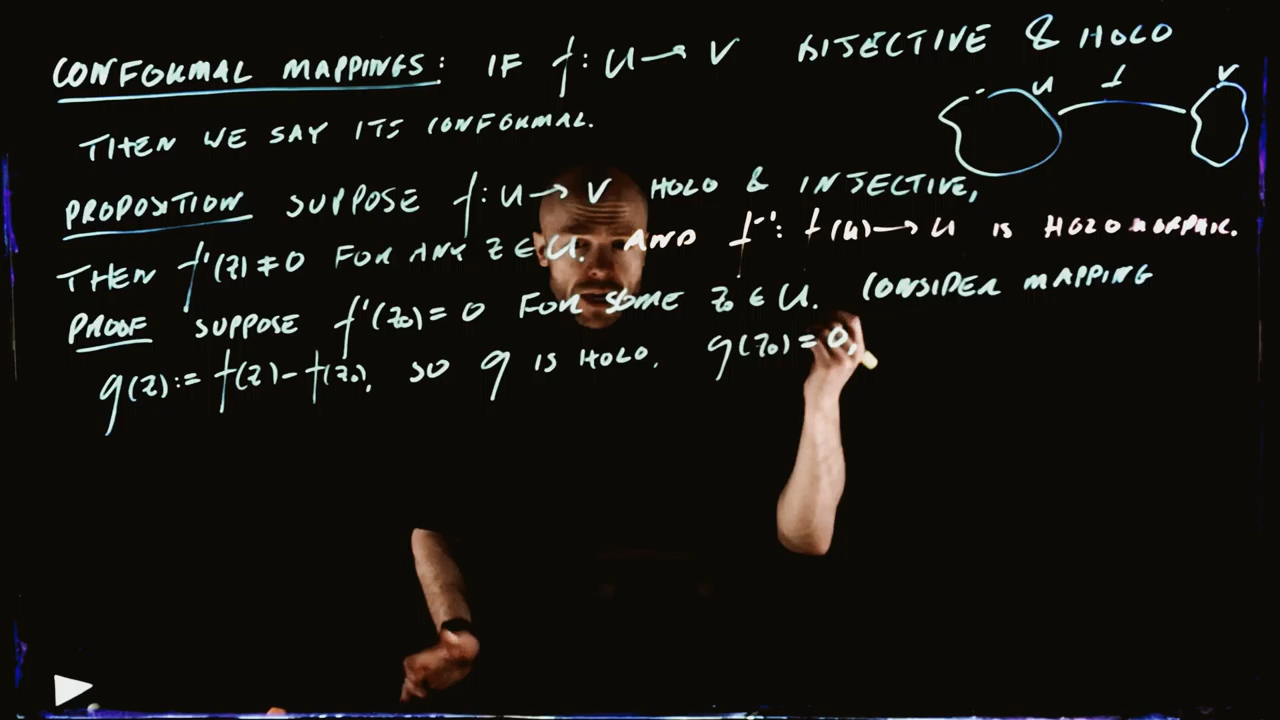 CONFORMAL MAPPINGS: IF f: U → V BIJECTIVE & HOLO
U f V
THEN WE SAY ITS CONFORMAL.
PROPOSITION SUPPOSE f: U → V HOLO & INJECTIVE,
THEN f'(z) ≠ 0 FOR ANY z ∈ U. AND f⁻¹: f(U) → U IS HOLOMORPHIC.
PROOF SUPPOSE f'(z₀) = 0 FOR SOME z₀ ∈ U. CONSIDER MAPPING
g(z) := f(z) - f(z₀), SO g IS HOLO. g(z₀) = 0,